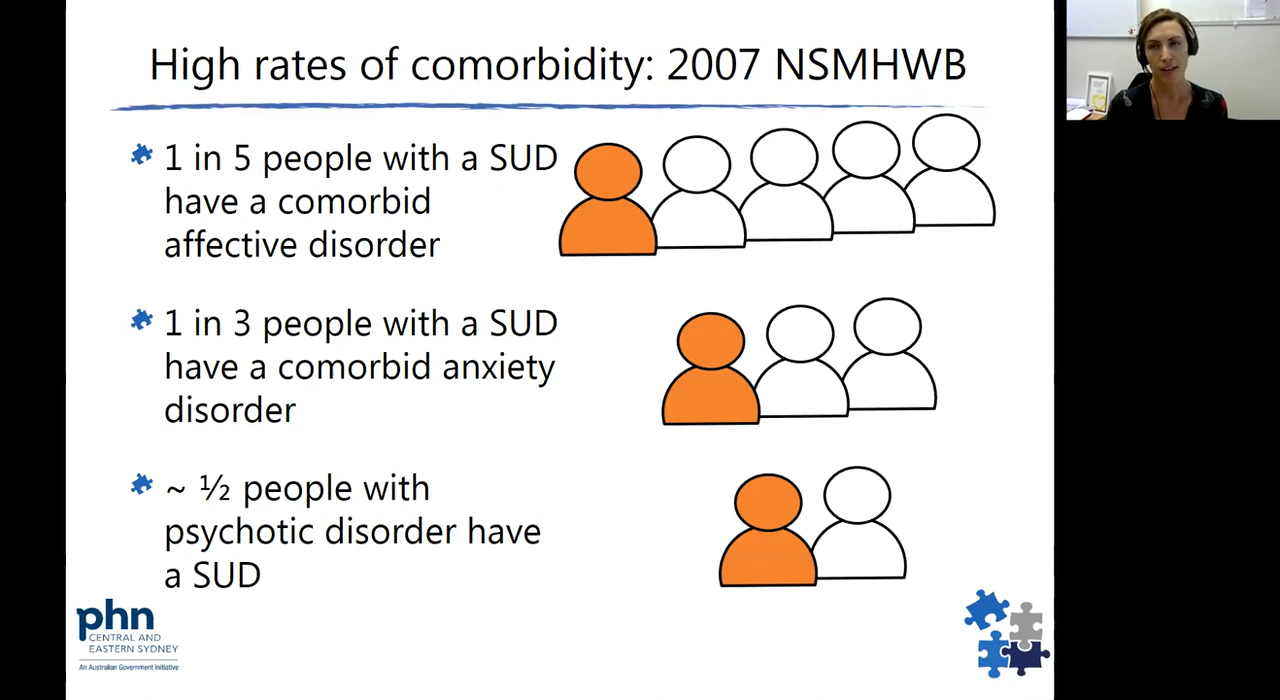 High rates of comorbidity: 2007 NSMHWB
1 in 5 people with a SUD
have a comorbid
affective disorder
1 in 3 people with a SUD
have a comorbid anxiety
disorder
~ ½ people with
psychotic disorder have
a SUD
phn
CENTRAL AND
EASTERN SYDNEY
An Australian Government Initiative